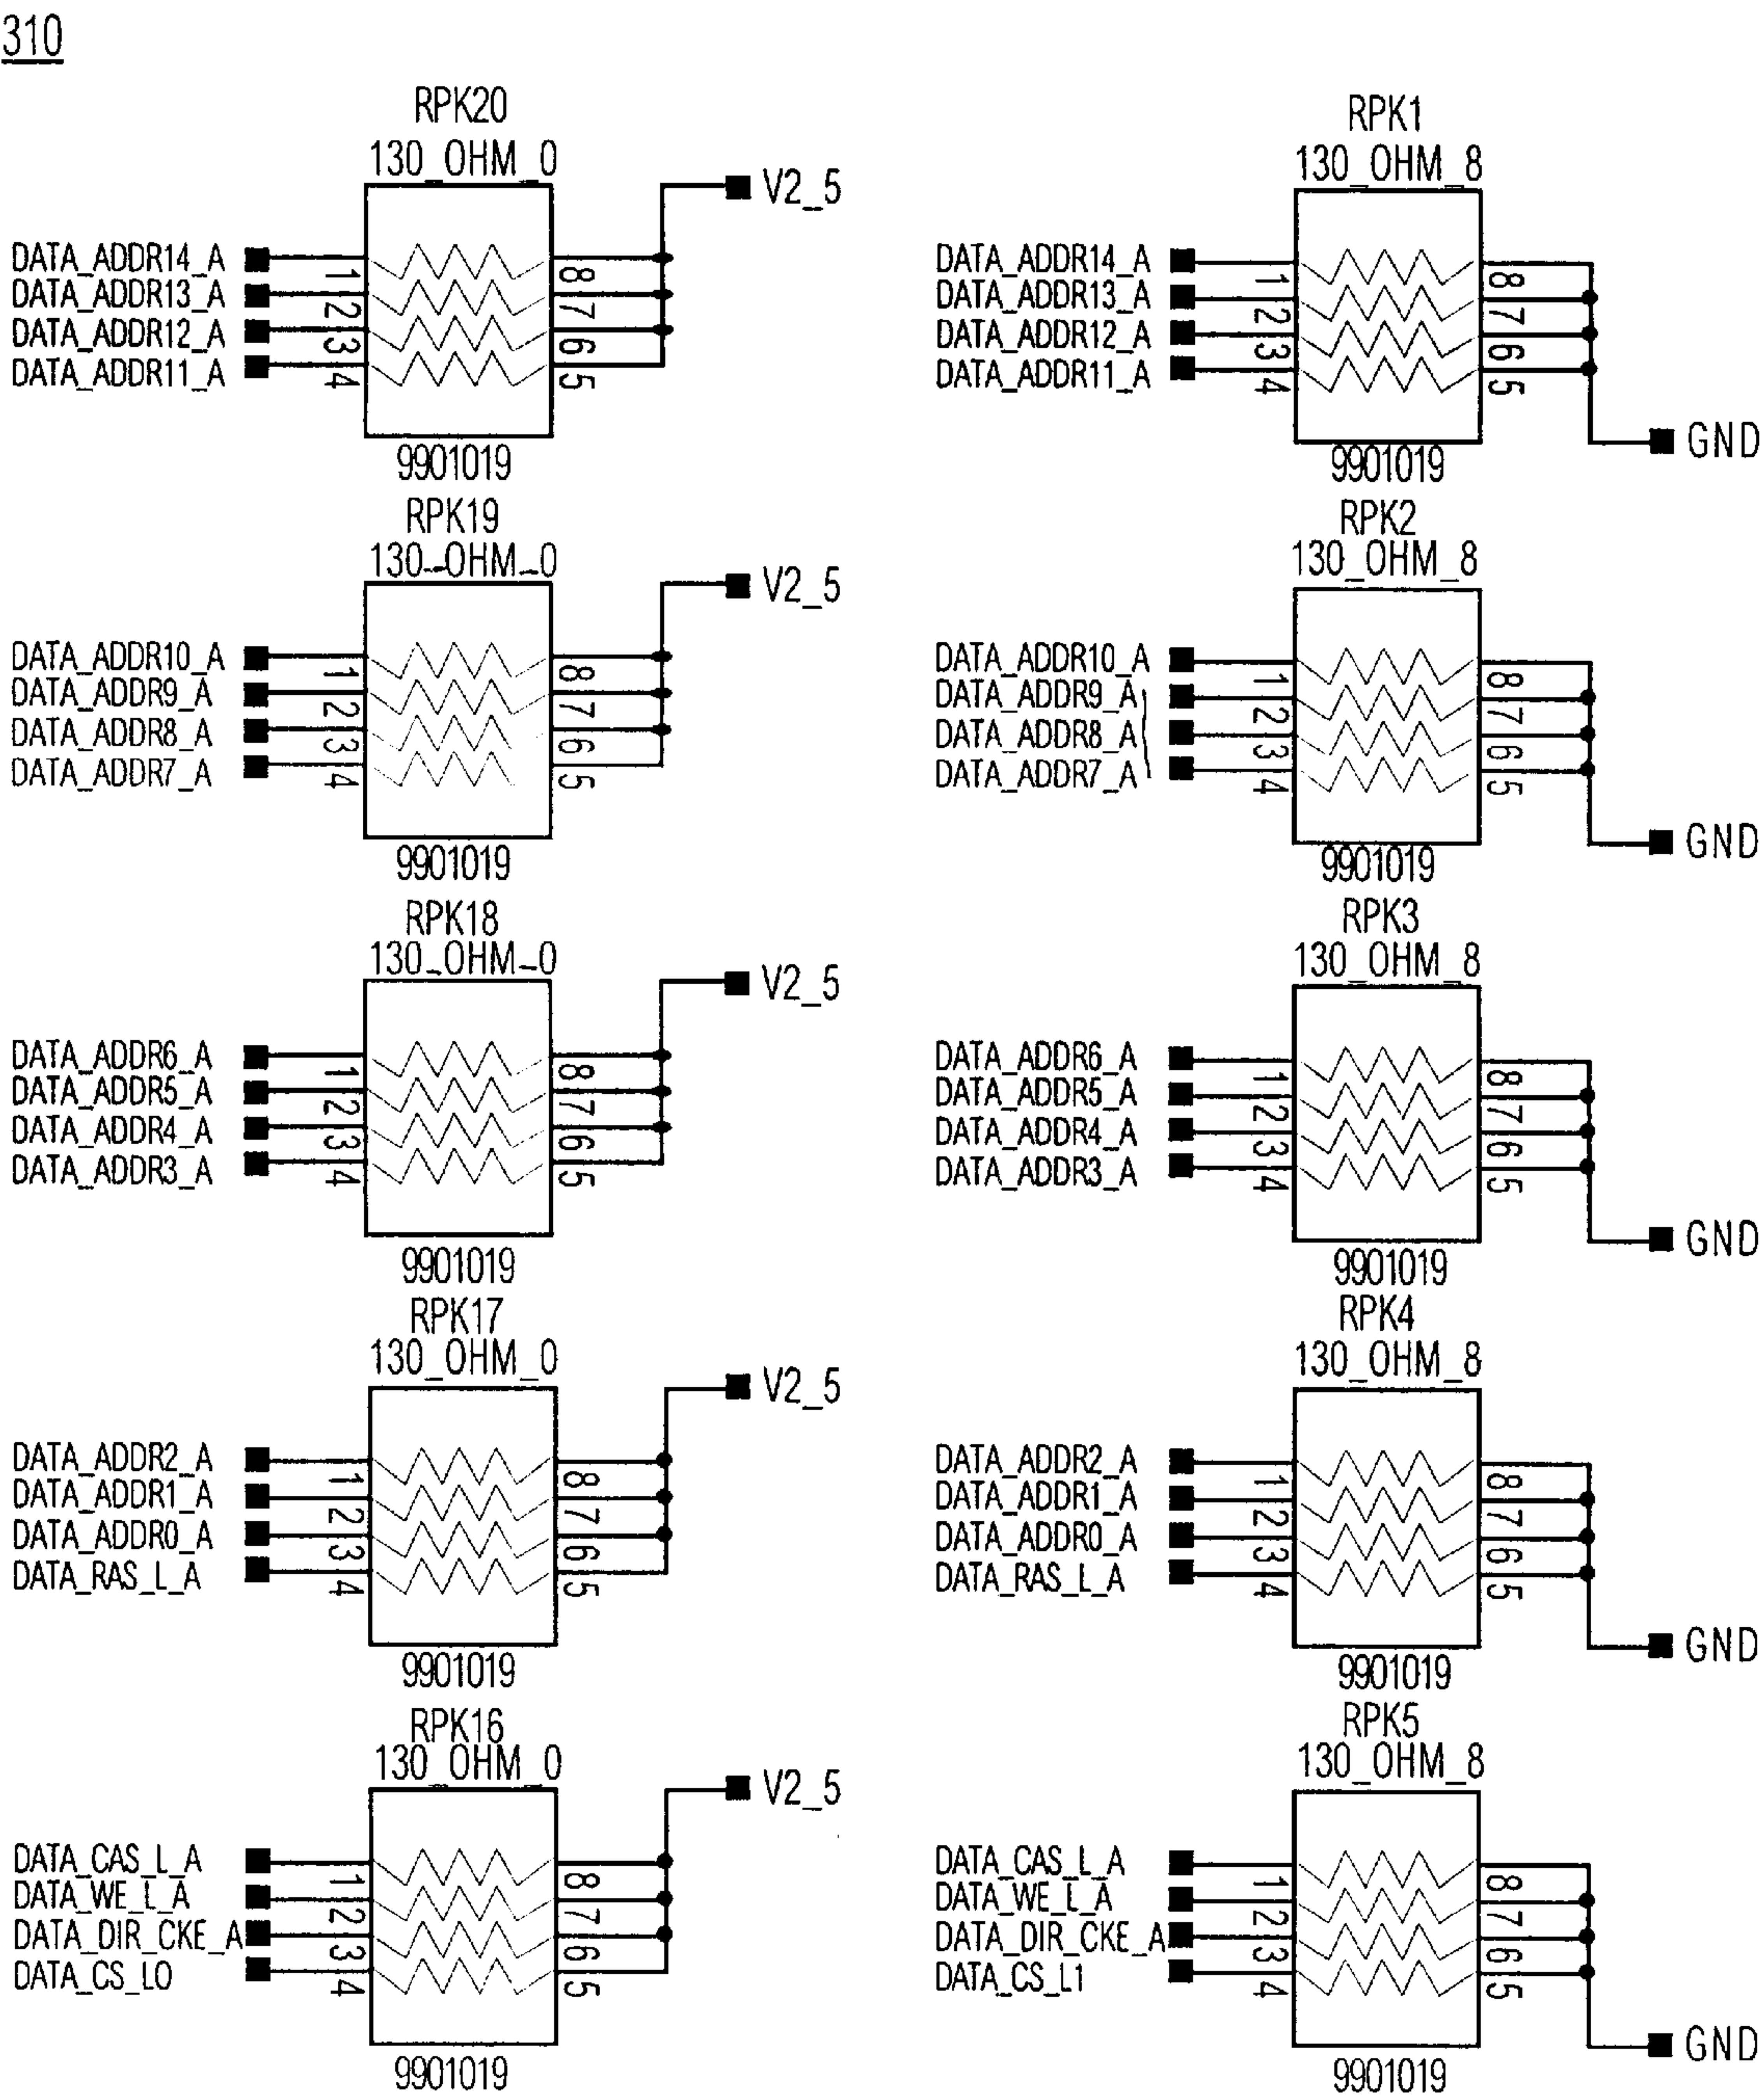 310
RPK20
130_OHM_0
V2_5
DATA_ADDR14_A
1
8
DATA_ADDR13_A
2
7
DATA_ADDR12_A
3
6
DATA_ADDR11_A
4
5
9901019
RPK1
130_OHM_8
DATA_ADDR14_A
1
8
DATA_ADDR13_A
2
7
DATA_ADDR12_A
3
6
DATA_ADDR11_A
4
5
GND
9901019
RPK19
130_OHM_0
V2_5
DATA_ADDR10_A
1
8
DATA_ADDR9_A
2
7
DATA_ADDR8_A
3
6
DATA_ADDR7_A
4
5
9901019
RPK2
130_OHM_8
DATA_ADDR10_A
1
8
DATA_ADDR9_A
2
7
DATA_ADDR8_A
3
6
DATA_ADDR7_A
4
5
GND
9901019
RPK18
130_OHM_0
V2_5
DATA_ADDR6_A
1
8
DATA_ADDR5_A
2
7
DATA_ADDR4_A
3
6
DATA_ADDR3_A
4
5
9901019
RPK3
130_OHM_8
DATA_ADDR6_A
1
8
DATA_ADDR5_A
2
7
DATA_ADDR4_A
3
6
DATA_ADDR3_A
4
5
GND
9901019
RPK17
130_OHM_0
V2_5
DATA_ADDR2_A
1
8
DATA_ADDR1_A
2
7
DATA_ADDR0_A
3
6
DATA_RAS_L_A
4
5
9901019
RPK4
130_OHM_8
DATA_ADDR2_A
1
8
DATA_ADDR1_A
2
7
DATA_ADDR0_A
3
6
DATA_RAS_L_A
4
5
GND
9901019
RPK16
130_OHM_0
V2_5
DATA_CAS_L_A
1
8
DATA_WE_L_A
2
7
DATA_DIR_CKE_A
3
6
DATA_CS_L0
4
5
9901019
RPK5
130_OHM_8
DATA_CAS_L_A
1
8
DATA_WE_L_A
2
7
DATA_DIR_CKE_A
3
6
DATA_CS_L1
4
5
GND
9901019